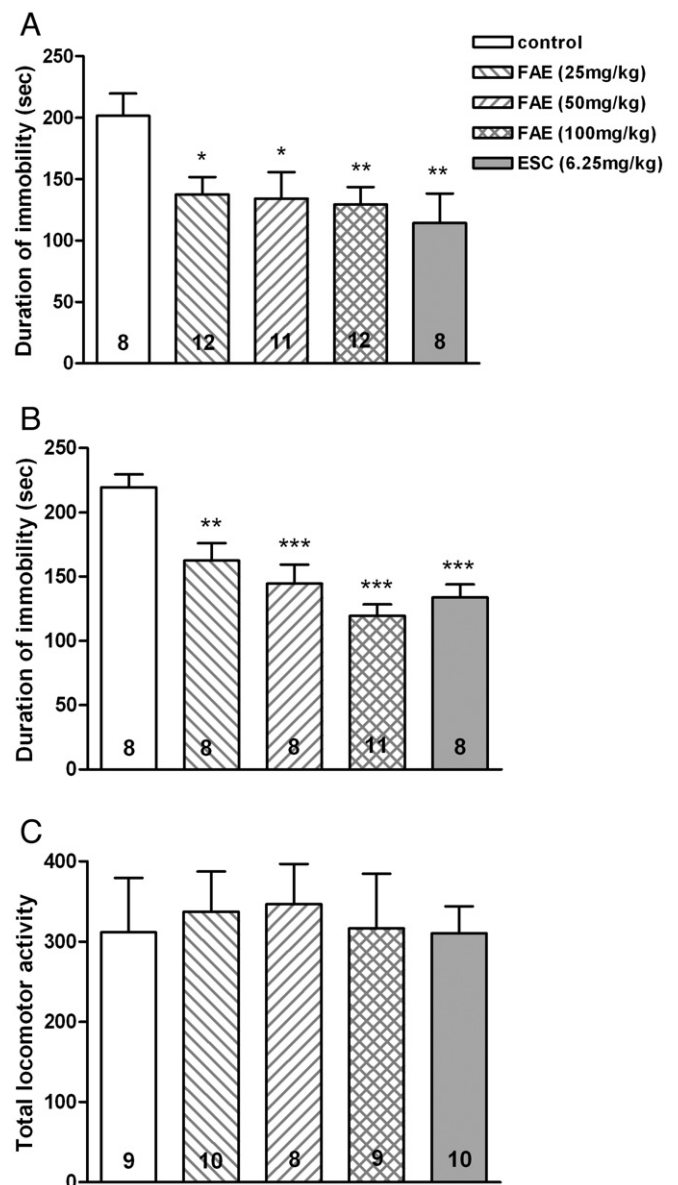 A
control
FAE (25mg/kg)
FAE (50mg/kg)
FAE (100mg/kg)
ESC (6.25mg/kg)
Duration of immobility (sec)
250
200
150
100
50
0
* * ** **
8 12 11 12 8
B
Duration of immobility (sec)
250
200
150
100
50
0
** *** *** ***
8 8 8 11 8
C
Total locomotor activity
400
300
200
100
0
9 10 8 9 10